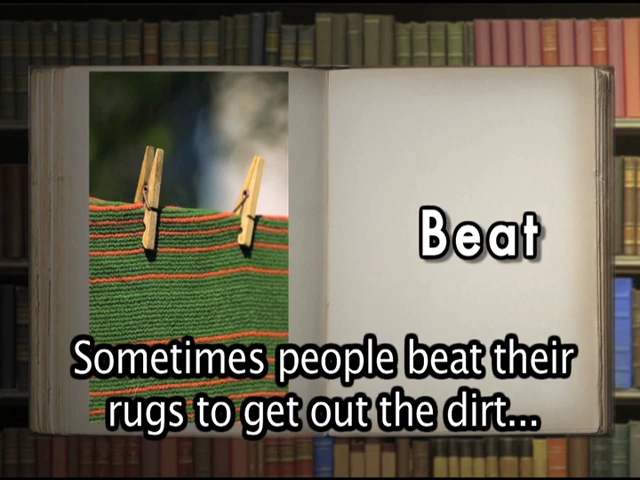 Beat
Sometimes people beat their
rugs to get out the dirt...